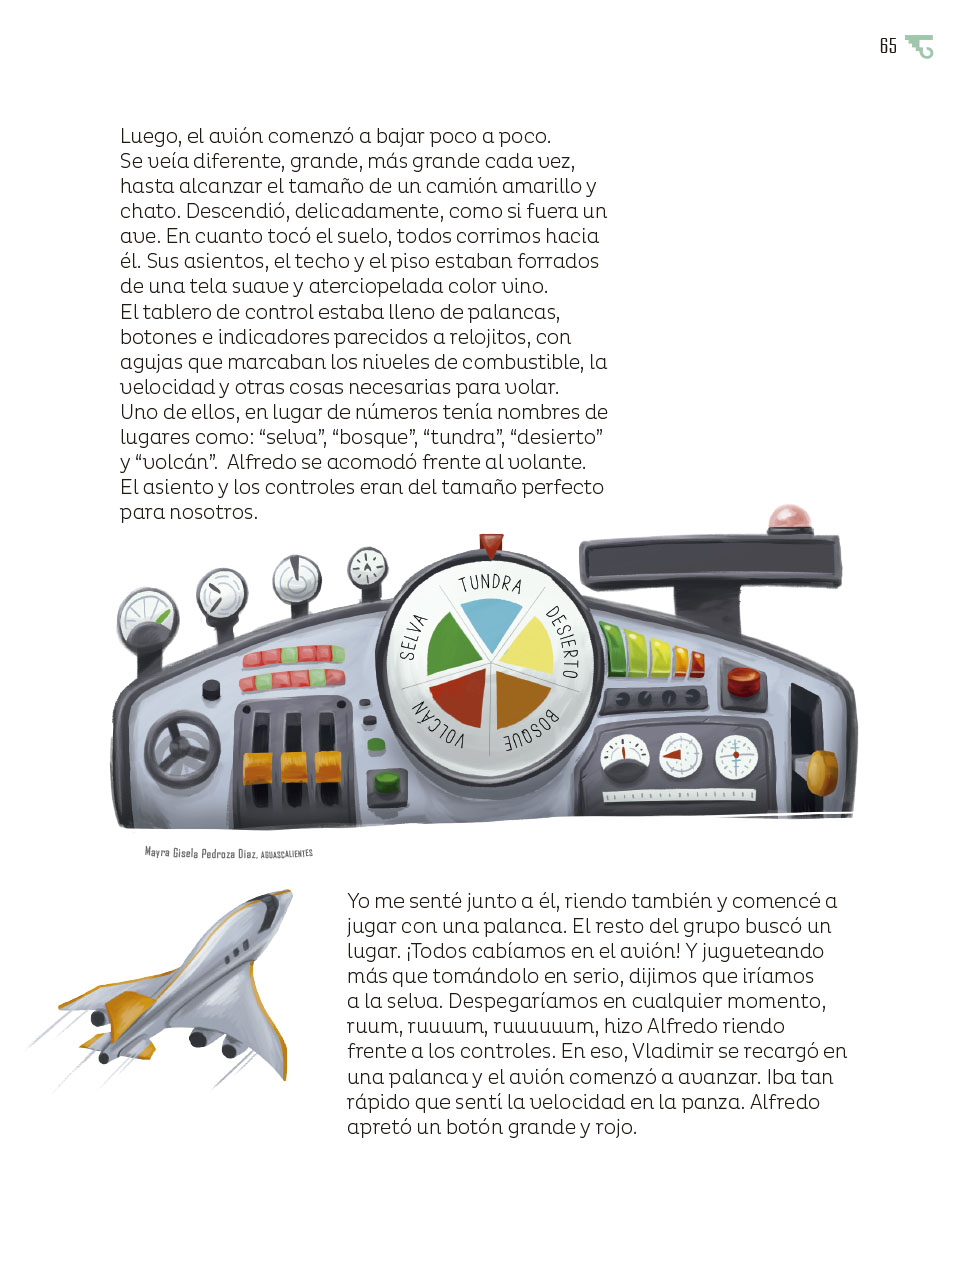 65
Luego, el avión comenzó a bajar poco a poco.
Se veía diferente, grande, más grande cada vez,
hasta alcanzar el tamaño de un camión amarillo y
chato. Descendió, delicadamente, como si fuera un
ave. En cuanto tocó el suelo, todos corrimos hacia
él. Sus asientos, el techo y el piso estaban forrados
de una tela suave y aterciopelada color vino.
El tablero de control estaba lleno de palancas,
botones e indicadores parecidos a relojitos, con
agujas que marcaban los niveles de combustible, la
velocidad y otras cosas necesarias para volar.
Uno de ellos, en lugar de números tenía nombres de
lugares como: “selva”, “bosque”, “tundra”, “desierto”
y “volcán”. Alfredo se acomodó frente al volante.
El asiento y los controles eran del tamaño perfecto
para nosotros.
TUNDRA
DESIERTO
SELVA
VOLCÁN
BOSQUE
Mayra Gisela Pedroza Díaz, AGUASCALIENTES
Yo me senté junto a él, riendo también y comencé a
jugar con una palanca. El resto del grupo buscó un
lugar. ¡Todos cabíamos en el avión! Y jugueteando
más que tomándolo en serio, dijimos que iríamos
a la selva. Despegaríamos en cualquier momento,
ruum, ruuuum, ruuuuuum, hizo Alfredo riendo
frente a los controles. En eso, Vladimir se recargó en
una palanca y el avión comenzó a avanzar. Iba tan
rápido que sentí la velocidad en la panza. Alfredo
apretó un botón grande y rojo.